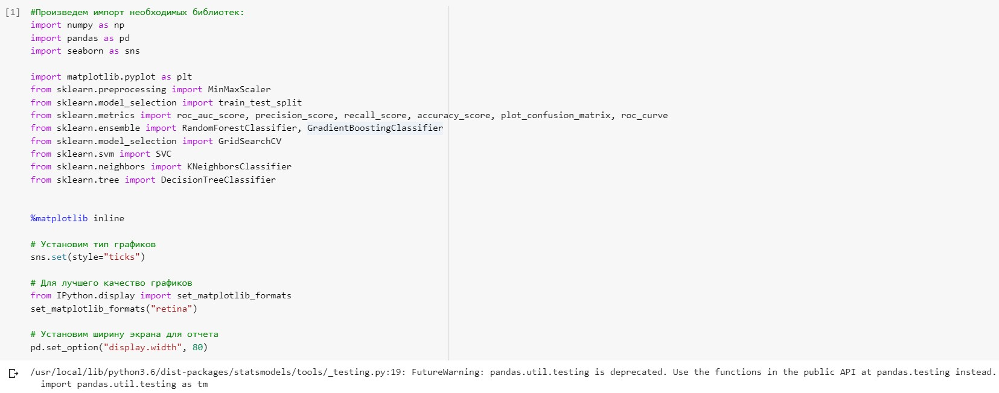 [1] #Произведем импорт необходимых библиотек:
import numpy as np
import pandas as pd
import seaborn as sns
import matplotlib.pyplot as plt
from sklearn.preprocessing import MinMaxScaler
from sklearn.model_selection import train_test_split
from sklearn.metrics import roc_auc_score, precision_score, recall_score, accuracy_score, plot_confusion_matrix, roc_curve
from sklearn.ensemble import RandomForestClassifier, GradientBoostingClassifier
from sklearn.model_selection import GridSearchCV
from sklearn.svm import SVC
from sklearn.neighbors import KNeighborsClassifier
from sklearn.tree import DecisionTreeClassifier
%matplotlib inline
# Установим тип графиков
sns.set(style="ticks")
# Для лучшего качество графиков
from IPython.display import set_matplotlib_formats
set_matplotlib_formats("retina")
# Установим ширину экрана для отчета
pd.set_option("display.width", 80)
/usr/local/lib/python3.6/dist-packages/statsmodels/tools/_testing.py:19: FutureWarning: pandas.util.testing is deprecated. Use the functions in the public API at pandas.testing instead.
import pandas.util.testing as tm